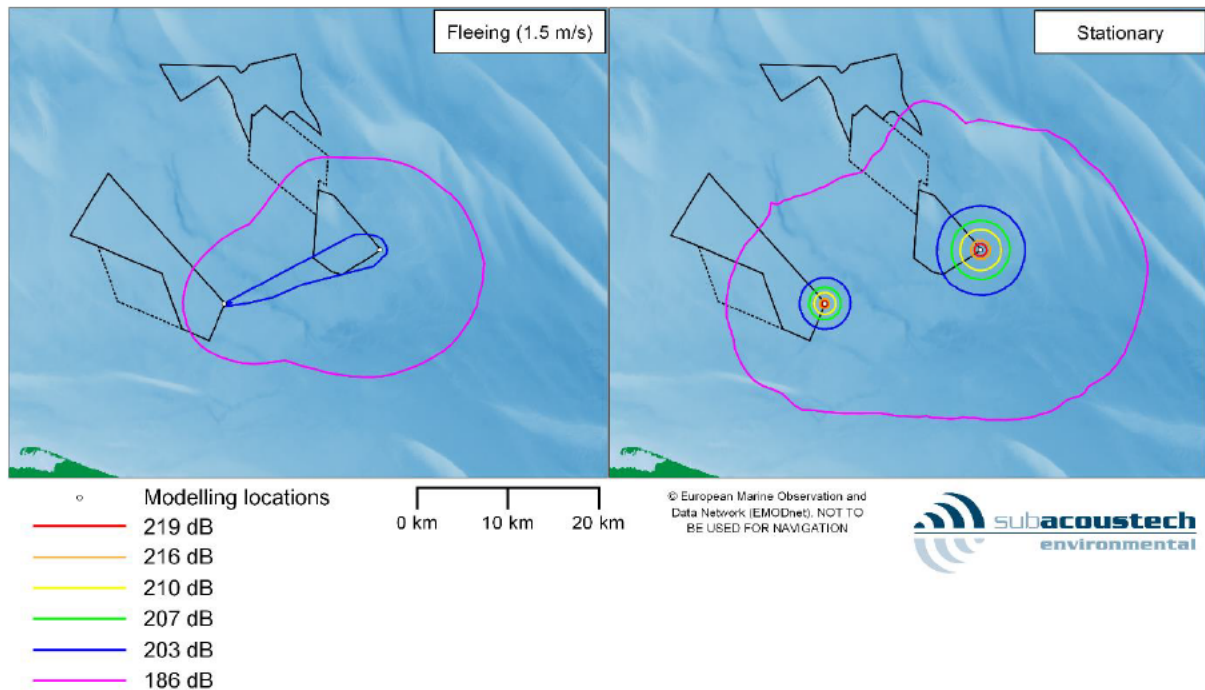 Fleeing (1.5 m/s)
Stationary
Modelling locations
219 dB
216 dB
210 dB
207 dB
203 dB
186 dB
0 km 10 km 20 km
© European Marine Observation and
Data Network (EMODnet). NOT TO
BE USED FOR NAVIGATION
subacoustech
environmental